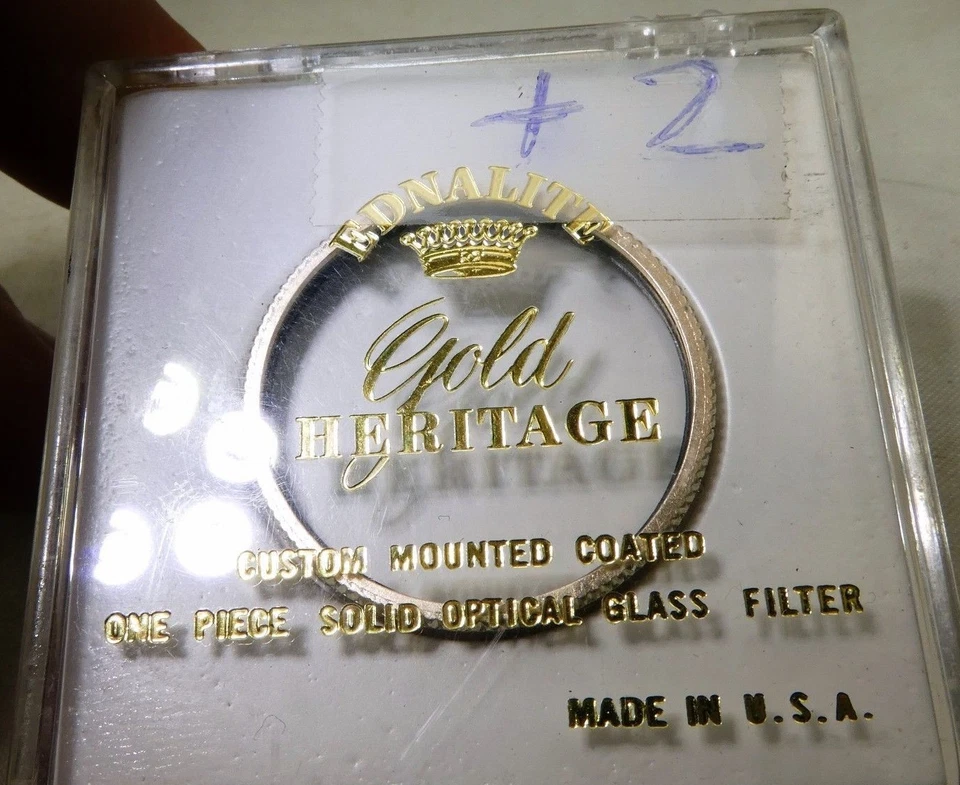 +2
EDNALITE
Gold
HERITAGE
CUSTOM MOUNTED COATED
ONE PIECE SOLID OPTICAL GLASS FILTER
MADE IN U.S.A.